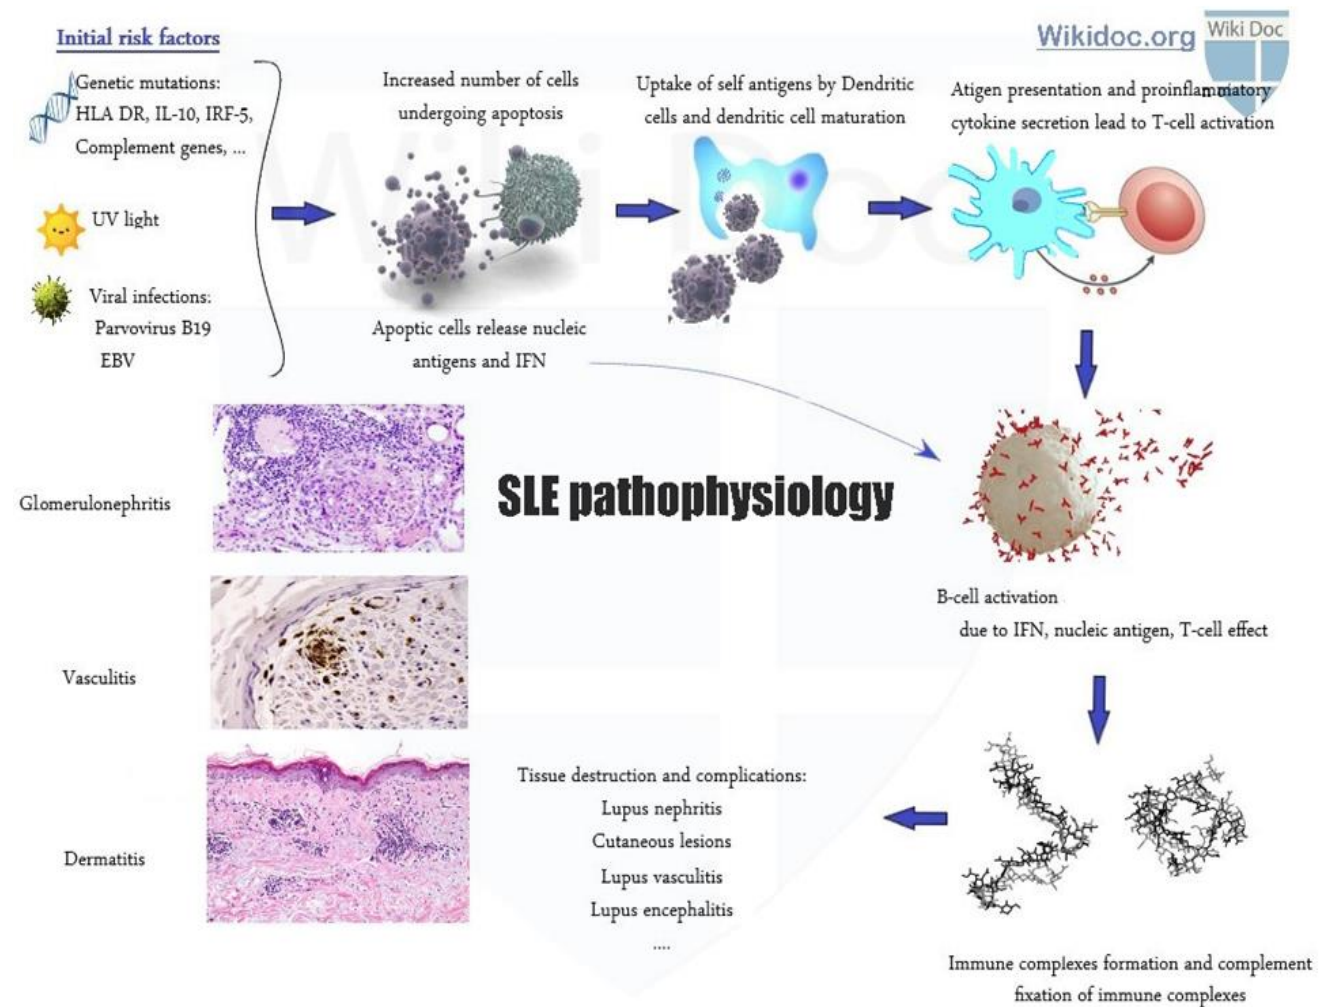 Initial risk factors
Genetic mutations:
HLA DR, IL-10, IRF-5,
Complement genes, ...
UV light
Viral infections:
Parvovirus B19
EBV
Increased number of cells
undergoing apoptosis
Apoptic cells release nucleic
antigens and IFN
Uptake of self antigens by Dendritic
cells and dendritic cell maturation
Wikidoc.org
Wiki Doc
Atigen presentation and proinflammatory
cytokine secretion lead to T-cell activation
Wiki Doc
SLE pathophysiology
B-cell activation
due to IFN, nucleic antigen, T-cell effect
Immune complexes formation and complement
fixation of immune complexes
Tissue destruction and complications:
Lupus nephritis
Cutaneous lesions
Lupus vasculitis
Lupus encephalitis
....
Glomerulonephritis
Vasculitis
Dermatitis